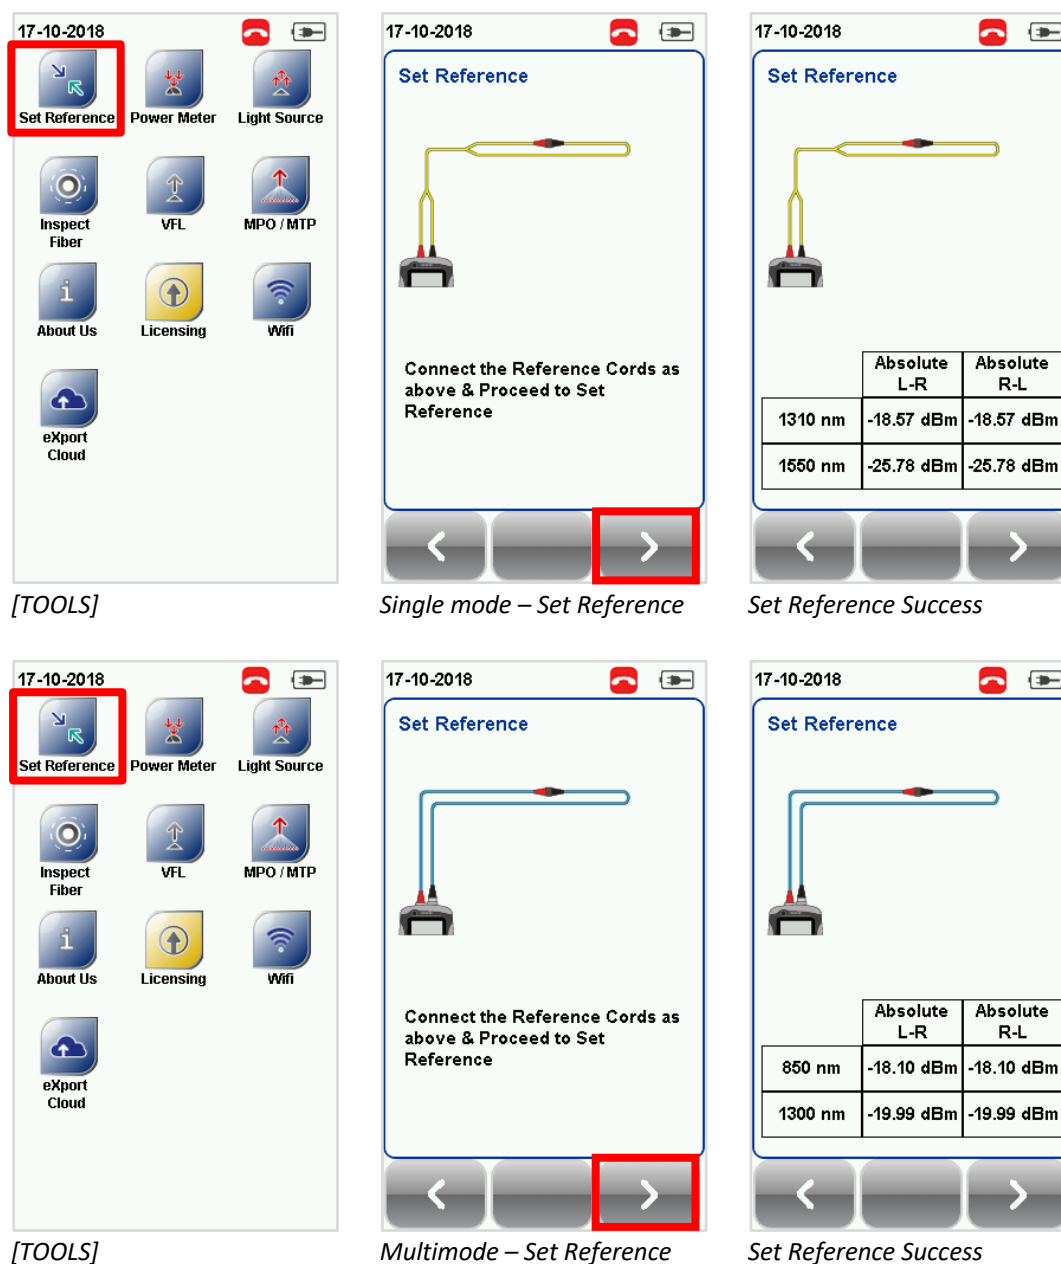 17-10-2018
Set Reference Power Meter Light Source
Inspect VFL MPO / MTP
Fiber
About Us Licensing Wifi
eXport
Cloud
[TOOLS]
17-10-2018
Set Reference
Connect the Reference Cords as
above & Proceed to Set
Reference
Single mode – Set Reference
17-10-2018
Set Reference
Absolute Absolute
L-R R-L
1310 nm -18.57 dBm -18.57 dBm
1550 nm -25.78 dBm -25.78 dBm
Set Reference Success
17-10-2018
Set Reference Power Meter Light Source
Inspect VFL MPO / MTP
Fiber
About Us Licensing Wifi
eXport
Cloud
[TOOLS]
17-10-2018
Set Reference
Connect the Reference Cords as
above & Proceed to Set
Reference
Multimode – Set Reference
17-10-2018
Set Reference
Absolute Absolute
L-R R-L
850 nm -18.10 dBm -18.10 dBm
1300 nm -19.99 dBm -19.99 dBm
Set Reference Success